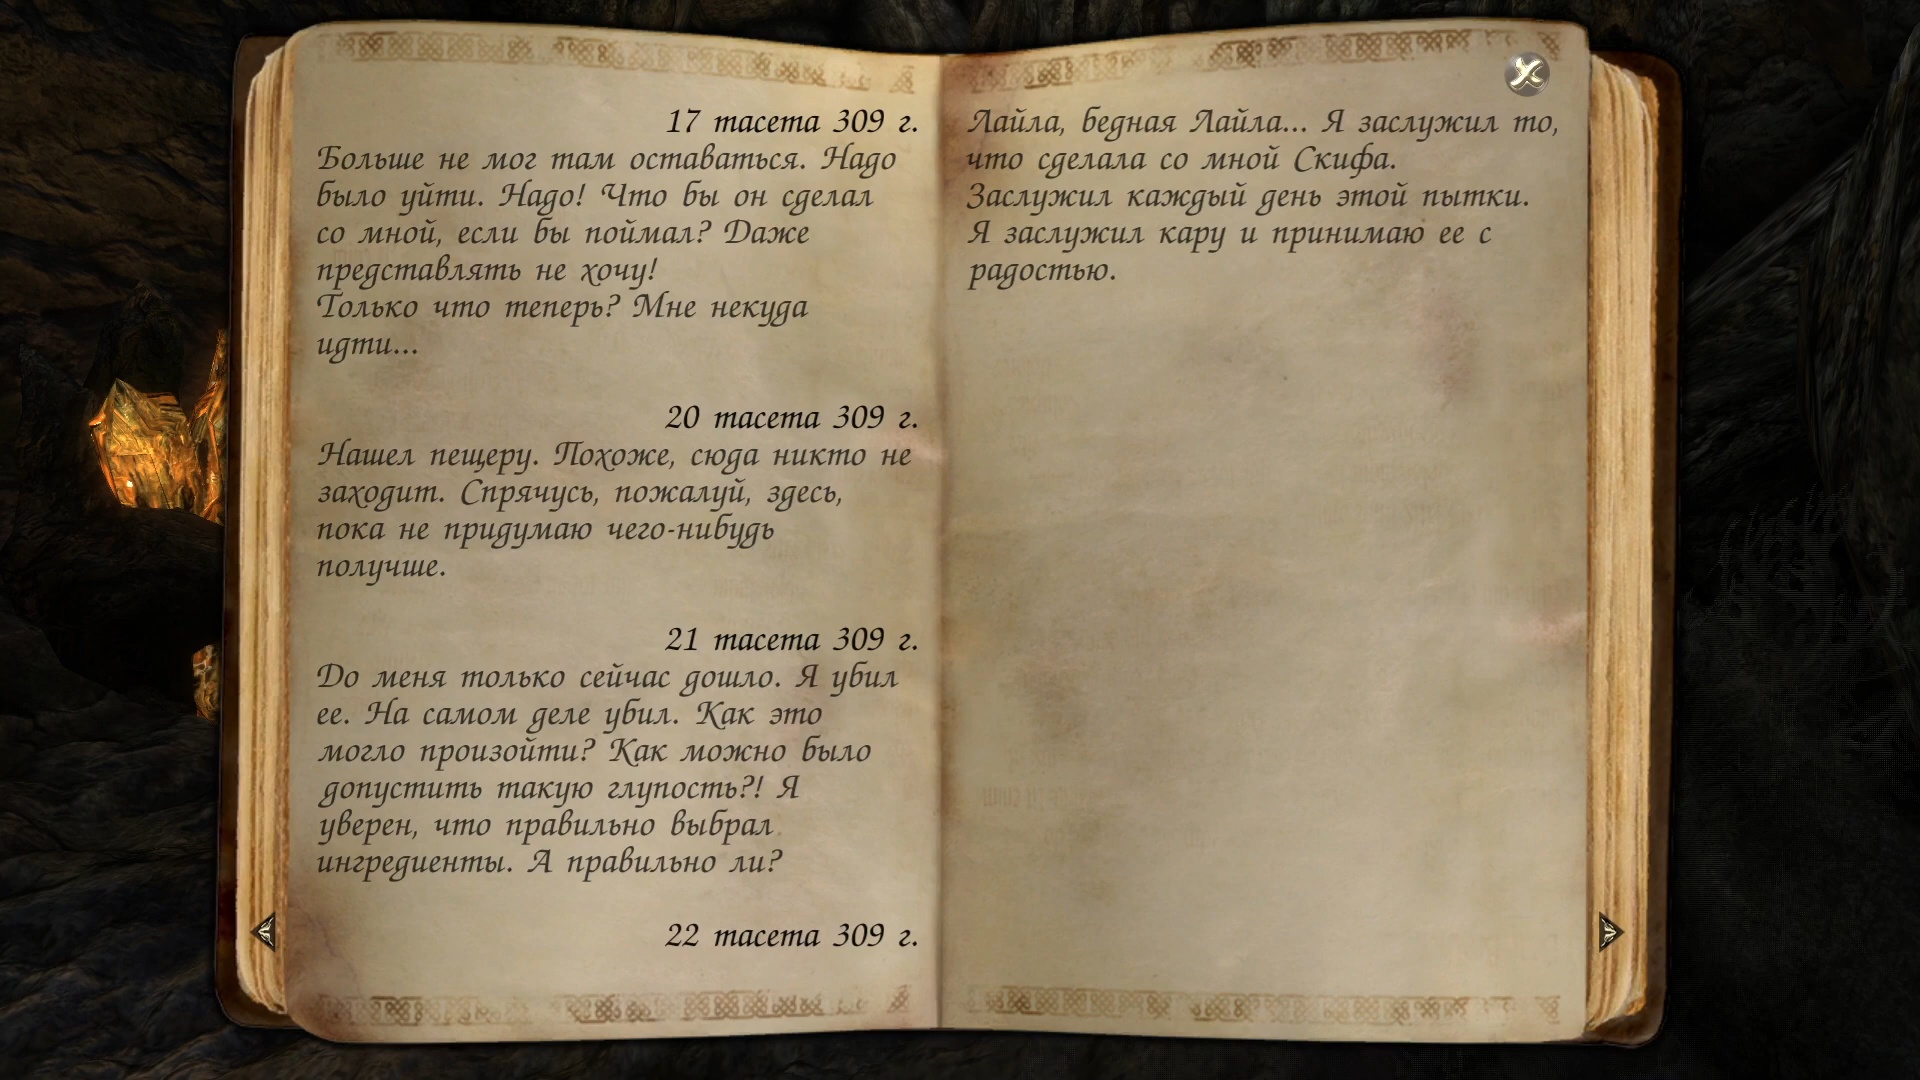 17 тасета 309 г.
Больше не мог там оставаться. Надо
было уйти. Надо! Что бы он сделал
со мной, если бы поймал? Даже
представлять не хочу!
Только что теперь? Мне некуда
идти...
20 тасета 309 г.
Нашел пещеру. Похоже, сюда никто не
заходит. Спрячусь, пожалуй, здесь,
пока не придумаю чего-нибудь
получше.
21 тасета 309 г.
До меня только сейчас дошло. Я убил
ее. На самом деле убил. Как это
могло произойти? Как можно было
допустить такую глупость?! Я
уверен, что правильно выбрал
ингредиенты. А правильно ли?
22 тасета 309 г.
Лайла, бедная Лайла... Я заслужил то,
что сделала со мной Скифа.
Заслужил каждый день этой пытки.
Я заслужил кару и принимаю ее с
радостью.